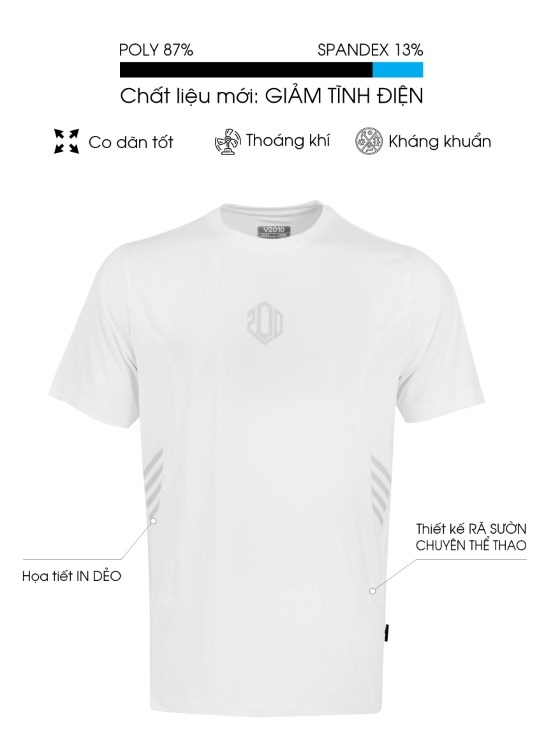 POLY 87% SPANDEX 13%
Chất liệu mới: GIẢM TĨNH ĐIỆN
Co dãn tốt Thoáng khí Kháng khuẩn
V2010
Thiết kế RÃ SƯỜN
CHUYÊN THỂ THAO
Họa tiết IN DẺO